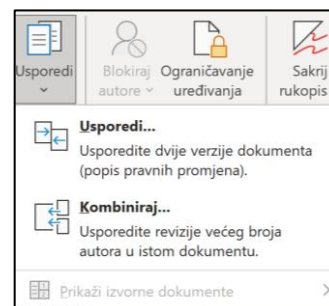 Usporedi
Blokiraj autore
Ograničavanje uređivanja
Sakrij rukopis
Usporedi...
Usporedite dvije verzije dokumenta
(popis pravnih promjena).
Kombiniraj...
Usporedite revizije većeg broja
autora u istom dokumentu.
Prikaži izvorne dokumente